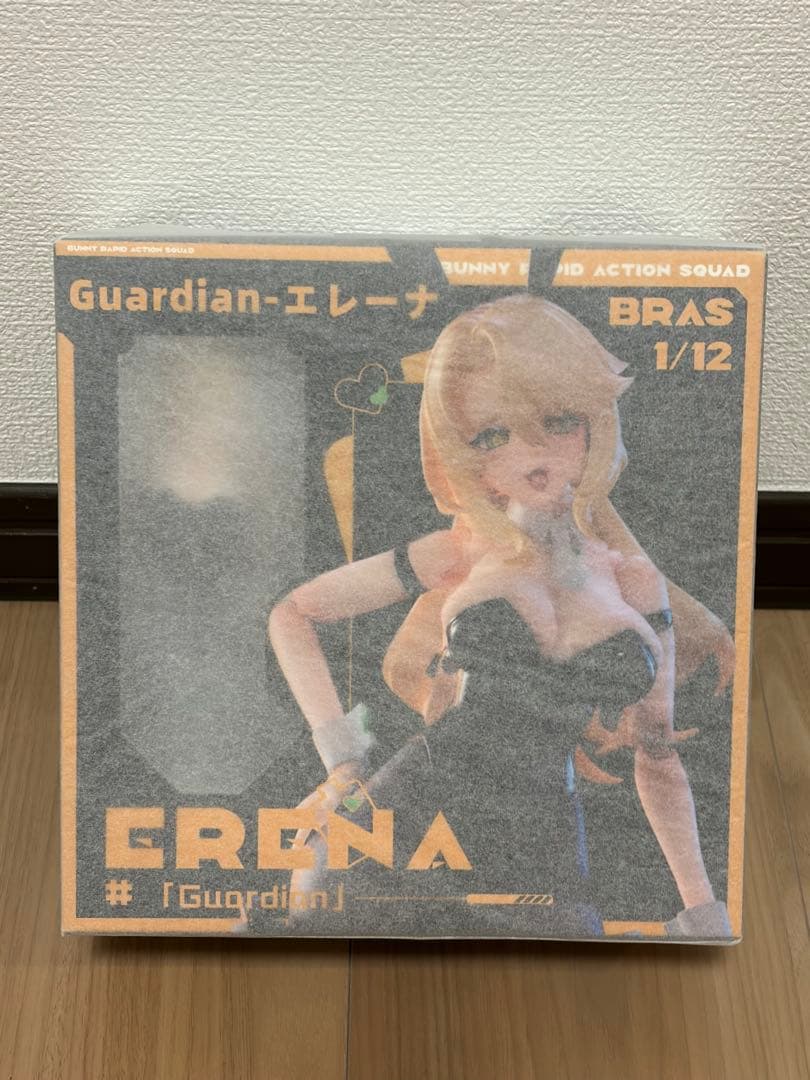 BUNNY RAPID ACTION SQUAD
BUNNY RAPID ACTION SQUAD
Guardian-エレーナ
BRAS
1/12
ERENA
# 「Guardian」